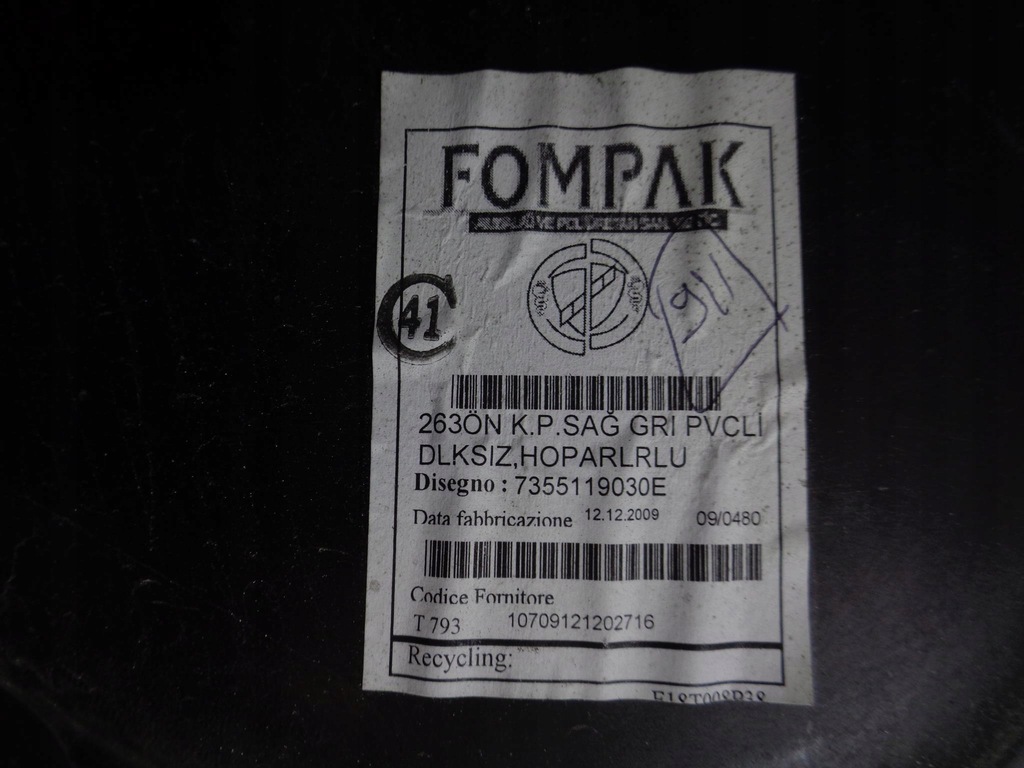 FOMPAK
911
41
263ÖN K.P.SAĞ GRI PVCLİ
DLKSIZ,HOPARLRLU
Disegno : 7355119030E
Data fabbricazione 12.12.2009 09/0480
Codice Fornitore
T 793 10709121202716
Recycling: